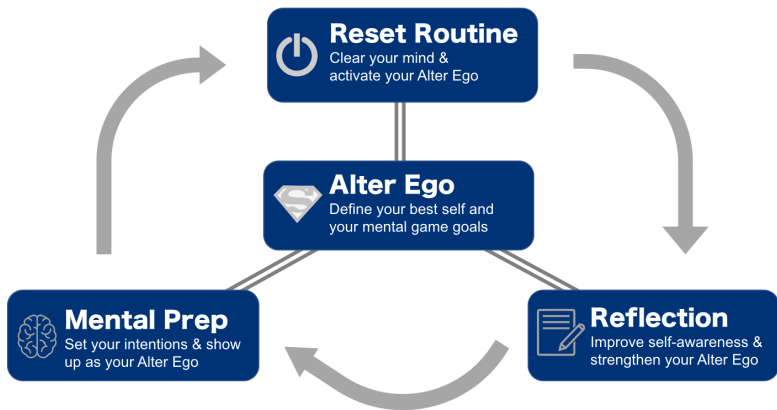 Reset Routine
Clear your mind &
activate your Alter Ego
Alter Ego
Define your best self and
your mental game goals
Mental Prep
Set your intentions & show
up as your Alter Ego
Reflection
Improve self-awareness &
strengthen your Alter Ego